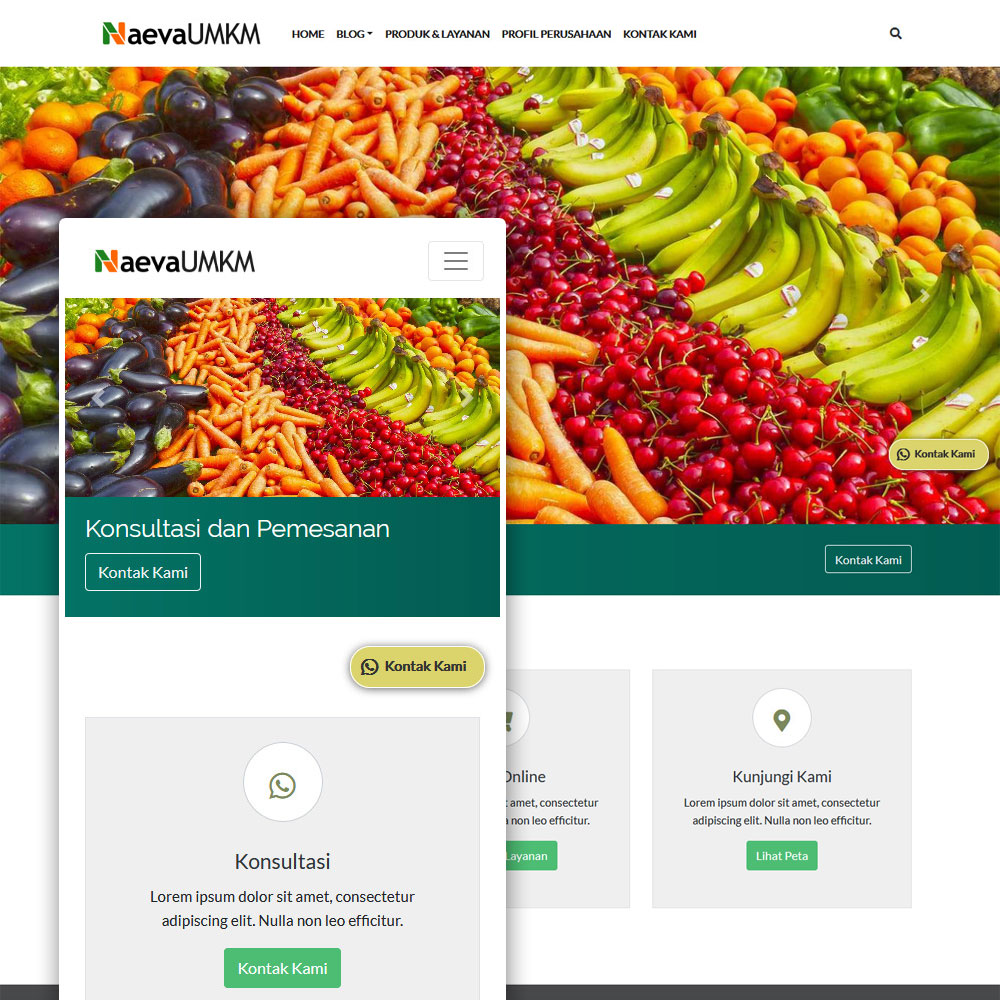 NaevaUMKM
HOME BLOG PRODUK & LAYANAN PROFIL PERUSAHAAN KONTAK KAMI
NaevaUMKM
Kontak Kami
Konsultasi dan Pemesanan
Kontak Kami
Kontak Kami
Kontak Kami
Konsultasi
Lorem ipsum dolor sit amet, consectetur
adipiscing elit. Nulla non leo efficitur.
Kontak Kami
Online
amet, consectetur
non leo efficitur.
Layanan
Kunjungi Kami
Lorem ipsum dolor sit amet, consectetur
adipiscing elit. Nulla non leo efficitur.
Lihat Peta